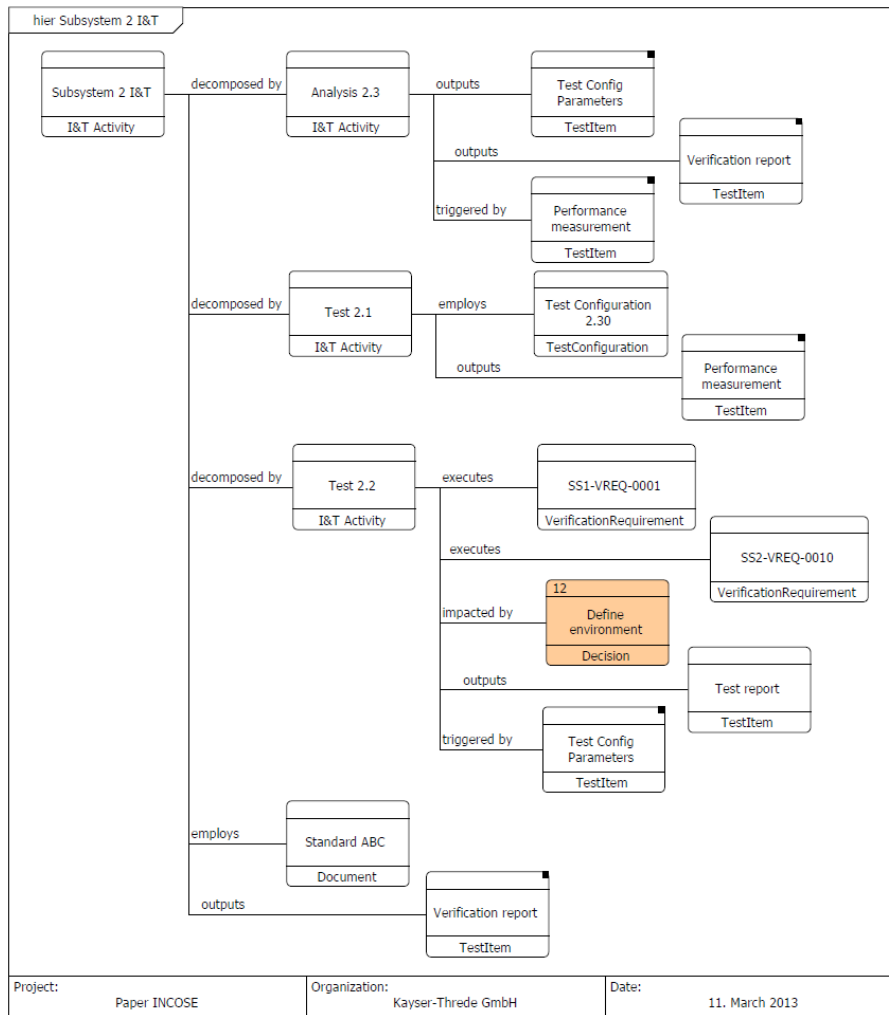 hier Subsystem 2 I&T
Subsystem 2 I&T
I&T Activity
decomposed by
Analysis 2.3
I&T Activity
outputs
Test Config
Parameters
TestItem
outputs
Verification report
TestItem
triggered by
Performance
measurement
TestItem
decomposed by
Test 2.1
I&T Activity
employs
Test Configuration
2.30
TestConfiguration
outputs
Performance
measurement
TestItem
decomposed by
Test 2.2
I&T Activity
executes
SS1-VREQ-0001
VerificationRequirement
executes
SS2-VREQ-0010
VerificationRequirement
impacted by
12
Define
environment
Decision
outputs
Test report
TestItem
triggered by
Test Config
Parameters
TestItem
employs
Standard ABC
Document
outputs
Verification report
TestItem
Project:
Paper INCOSE
Organization:
Kayser-Threde GmbH
Date:
11. March 2013